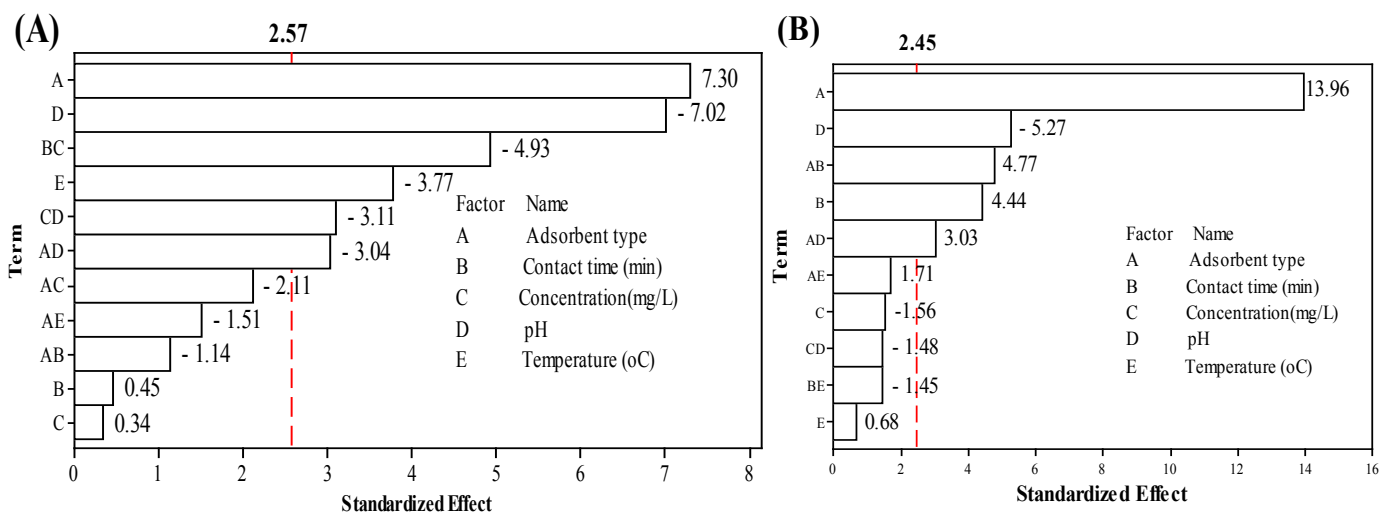 (A)
2.57
Term
A
7.30
D
- 7.02
BC
- 4.93
E
- 3.77
CD
- 3.11
AD
- 3.04
AC
- 2.11
AE
- 1.51
AB
- 1.14
B
0.45
C
0.34
Factor Name
A Adsorbent type
B Contact time (min)
C Concentration(mg/L)
D pH
E Temperature (oC)
0 1 2 3 4 5 6 7 8
Standardized Effect
(B)
2.45
Term
A
13.96
D
- 5.27
AB
4.77
B
4.44
AD
3.03
AE
1.71
C
-1.56
CD
- 1.48
BE
- 1.45
E
0.68
Factor Name
A Adsorbent type
B Contact time (min)
C Concentration(mg/L)
D pH
E Temperature (oC)
0 2 4 6 8 10 12 14 16
Standardized Effect